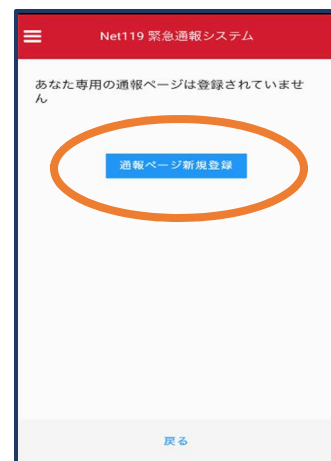 Net119 緊急通報システム
あなた専用の通報ページは登録されていませ
ん
通報ページ新規登録
戻る